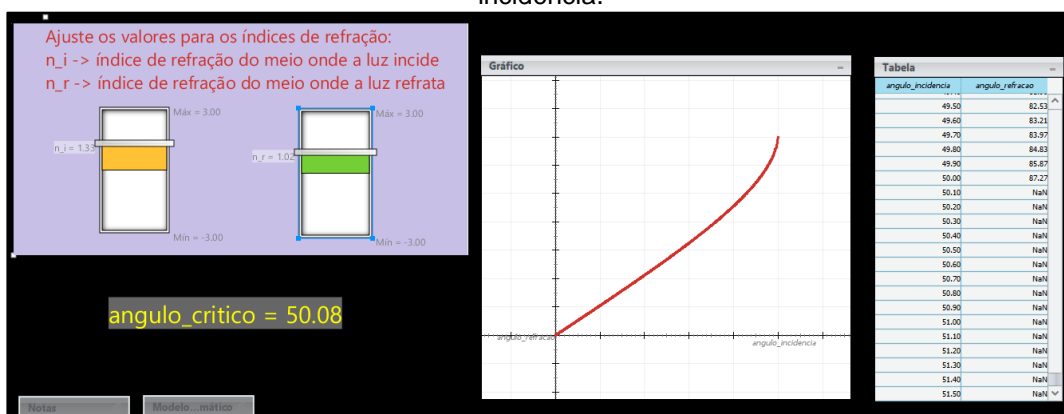 incidência.
Ajuste os valores para os índices de refração:
n_i -> índice de refração do meio onde a luz incide
n_r -> índice de refração do meio onde a luz refrata
Máx = 3.00
n_i = 1.33
Mín = -3.00
Máx = 3.00
n_r = 1.02
Mín = -3.00
angulo_critico = 50.08
Notas
Modelo...mático
Gráfico
angulo_refracao
angulo_incidencia
Tabela
angulo_incidencia angulo_refracao
49.50 82.53
49.60 83.21
49.70 83.97
49.80 84.83
49.90 85.87
50.00 87.27
50.10 NaN
50.20 NaN
50.30 NaN
50.40 NaN
50.50 NaN
50.60 NaN
50.70 NaN
50.80 NaN
50.90 NaN
51.00 NaN
51.10 NaN
51.20 NaN
51.30 NaN
51.40 NaN
51.50 NaN